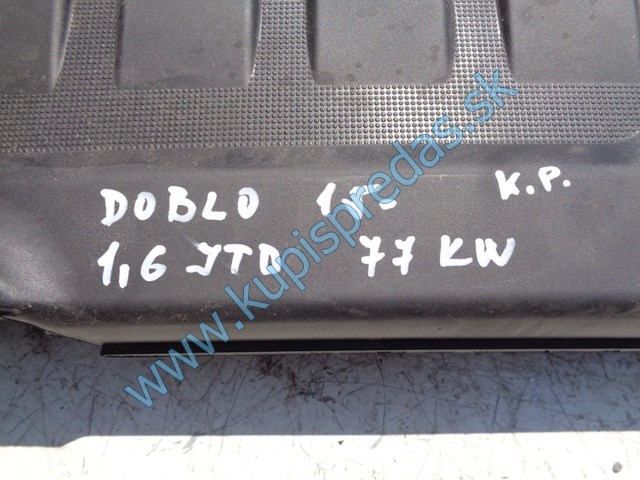 DOBLO K.P.
1,6 JTD 77 KW
www.kupispredas.sk